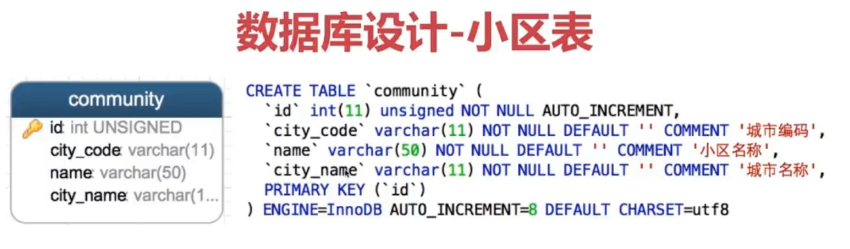 数据库设计-小区表
community
id: int UNSIGNED
city_code: varchar(11)
name: varchar(50)
city_name: varchar(1...
CREATE TABLE `community` (
`id` int(11) unsigned NOT NULL AUTO_INCREMENT,
`city_code` varchar(11) NOT NULL DEFAULT '' COMMENT '城市编码',
`name` varchar(50) NOT NULL DEFAULT '' COMMENT '小区名称',
`city_name` varchar(11) NOT NULL DEFAULT '' COMMENT '城市名称',
PRIMARY KEY (`id`)
) ENGINE=InnoDB AUTO_INCREMENT=8 DEFAULT CHARSET=utf8